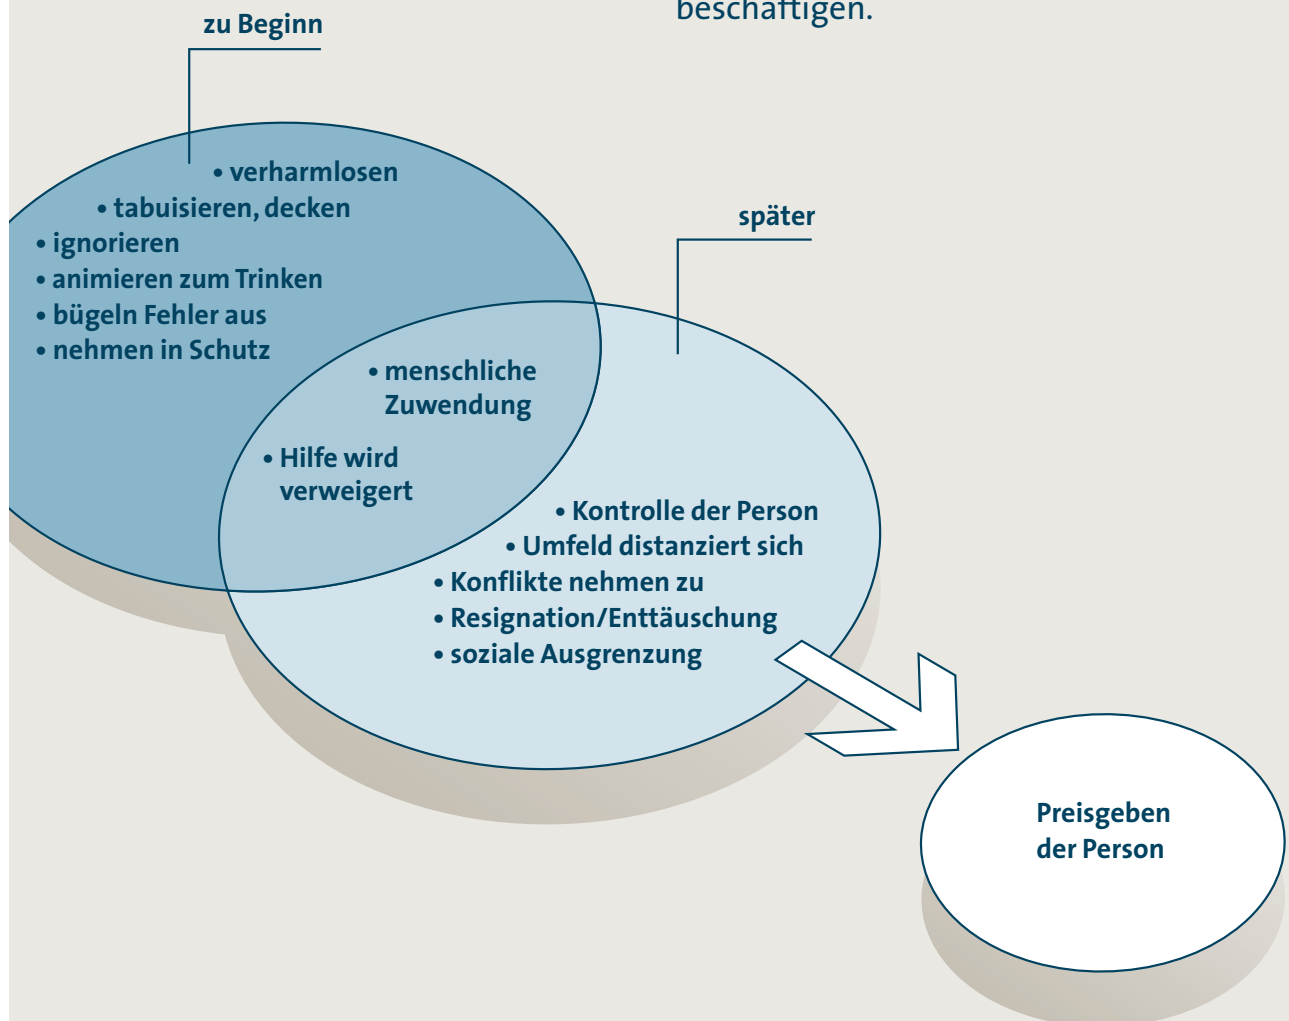 beschäftigen.
zu Beginn
• verharmlosen
• tabuisieren, decken
• ignorieren
• animieren zum Trinken
• bügeln Fehler aus
• nehmen in Schutz
später
• menschliche
Zuwendung
• Hilfe wird
verweigert
• Kontrolle der Person
• Umfeld distanziert sich
• Konflikte nehmen zu
• Resignation/Enttäuschung
• soziale Ausgrenzung
Preisgeben
der Person